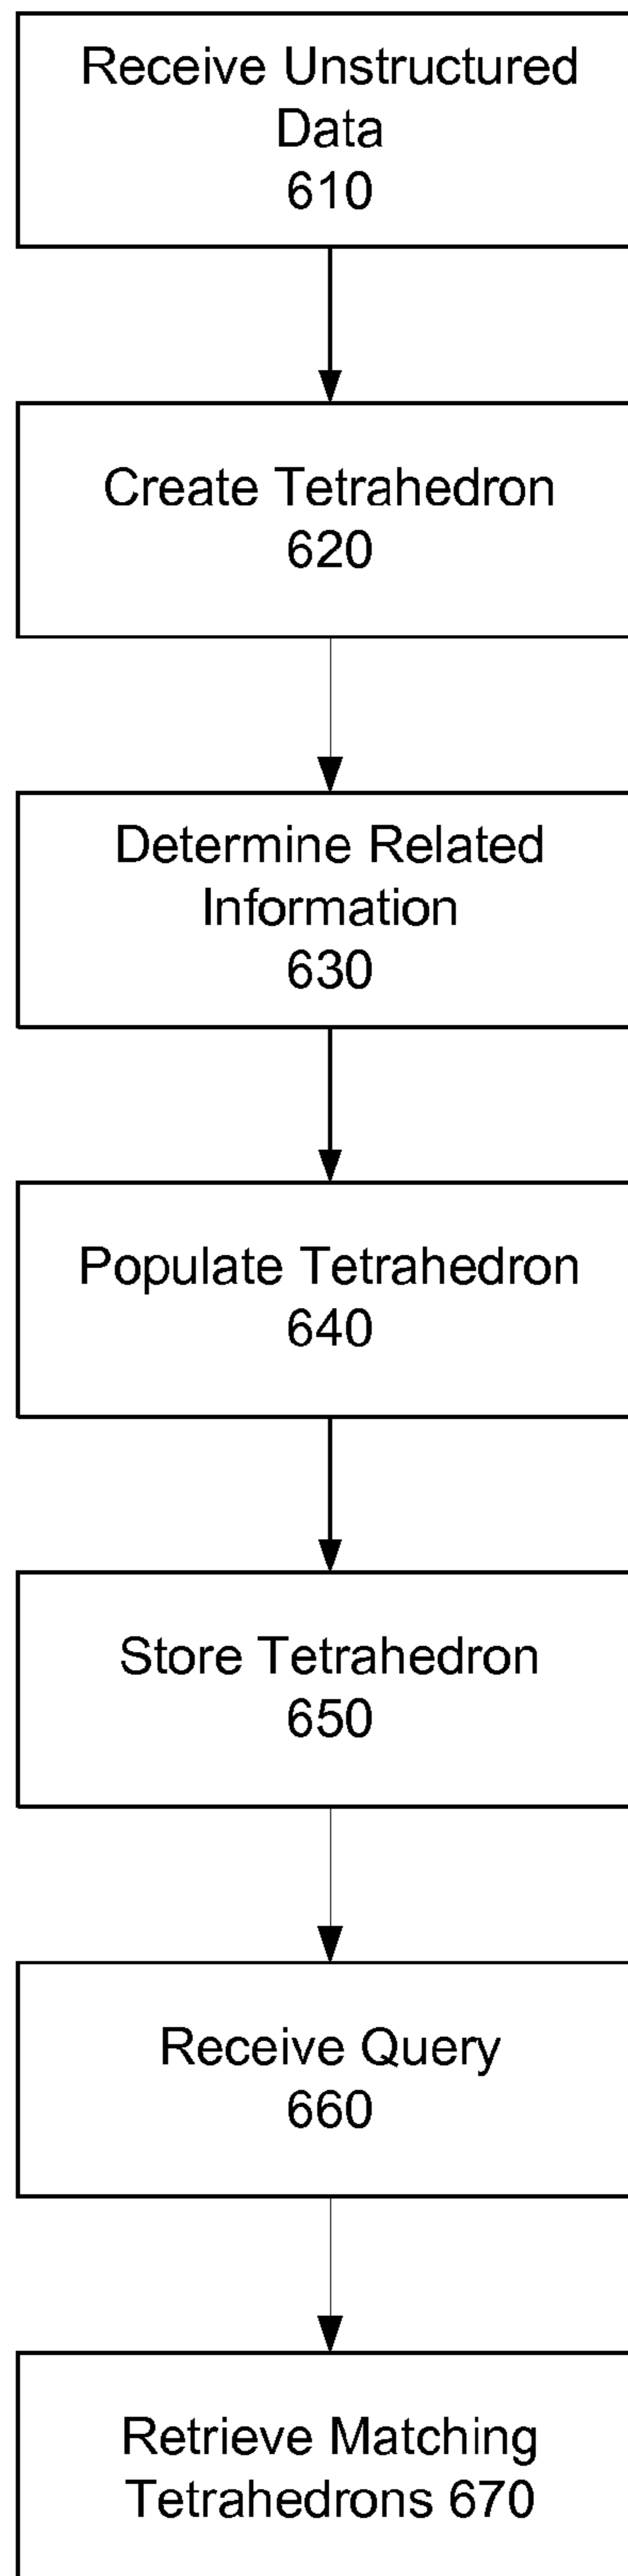 Receive Unstructured
Data
610
Create Tetrahedron
620
Determine Related
Information
630
Populate Tetrahedron
640
Store Tetrahedron
650
Receive Query
660
Retrieve Matching
Tetrahedrons 670